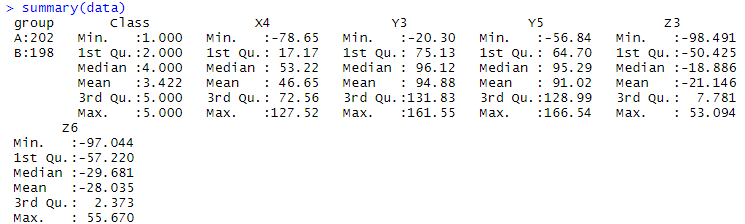 > summary(data)
 group       Class             X4               Y3               Y5               Z3         
 A:202   Min.   :1.000   Min.   :-78.65   Min.   :-20.30   Min.   :-56.84   Min.   :-98.491  
 B:198   1st Qu.:2.000   1st Qu.: 17.17   1st Qu.: 75.13   1st Qu.: 64.70   1st Qu.:-50.425  
         Median :4.000   Median : 53.22   Median : 96.12   Median : 95.29   Median :-18.886  
         Mean   :3.422   Mean   : 46.65   Mean   : 94.88   Mean   : 91.02   Mean   :-21.146  
         3rd Qu.:5.000   3rd Qu.: 72.56   3rd Qu.:131.83   3rd Qu.:128.99   3rd Qu.:  7.781  
         Max.   :5.000   Max.   :127.52   Max.   :161.55   Max.   :166.54   Max.   : 53.094  
       Z6         
 Min.   :-97.044  
 1st Qu.:-57.220  
 Median :-29.681  
 Mean   :-28.035  
 3rd Qu.:  2.373  
 Max.   : 55.670